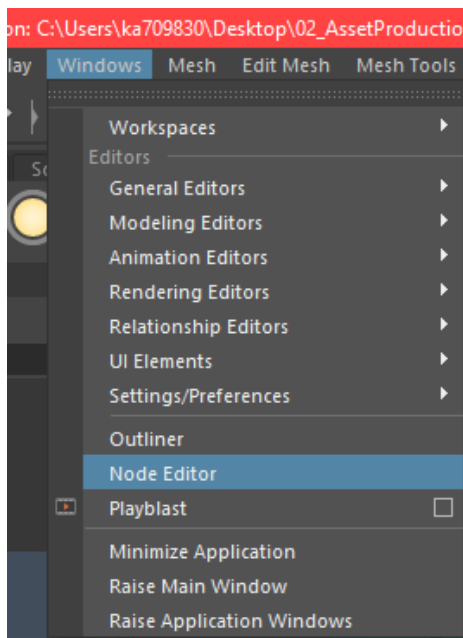 on: C:\Users\ka709830\Desktop\02_AssetProductio
lay Windows Mesh Edit Mesh Mesh Tools
Workspaces
Editors
General Editors
Modeling Editors
Animation Editors
Rendering Editors
Relationship Editors
UI Elements
Settings/Preferences
Outliner
Node Editor
Playblast
Minimize Application
Raise Main Window
Raise Application Windows